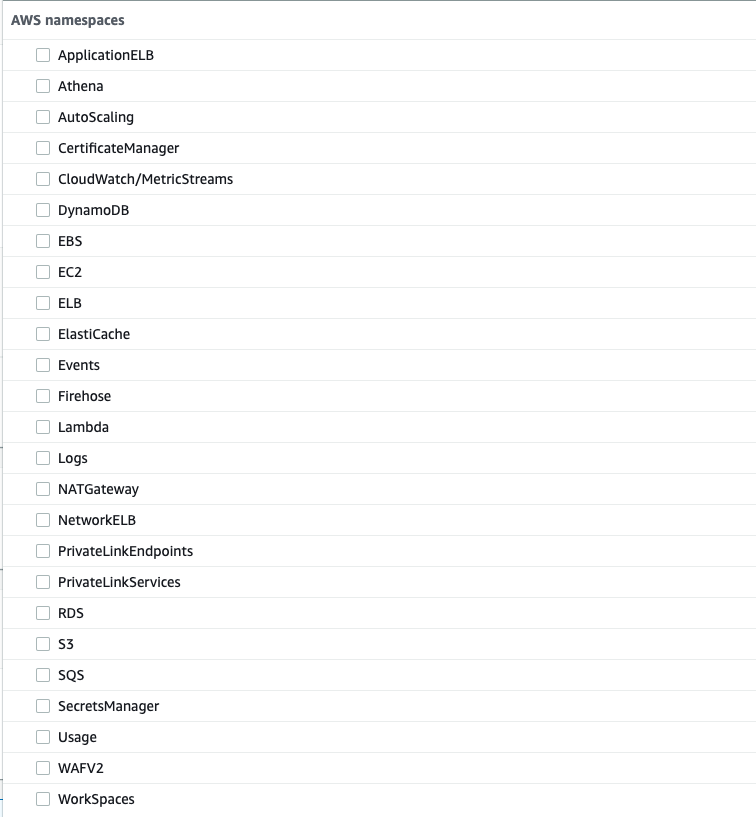 AWS namespaces
ApplicationELB
Athena
AutoScaling
CertificateManager
CloudWatch/MetricStreams
DynamoDB
EBS
EC2
ELB
ElastiCache
Events
Firehose
Lambda
Logs
NATGateway
NetworkELB
PrivateLinkEndpoints
PrivateLinkServices
RDS
S3
SQS
SecretsManager
Usage
WAFV2
WorkSpaces